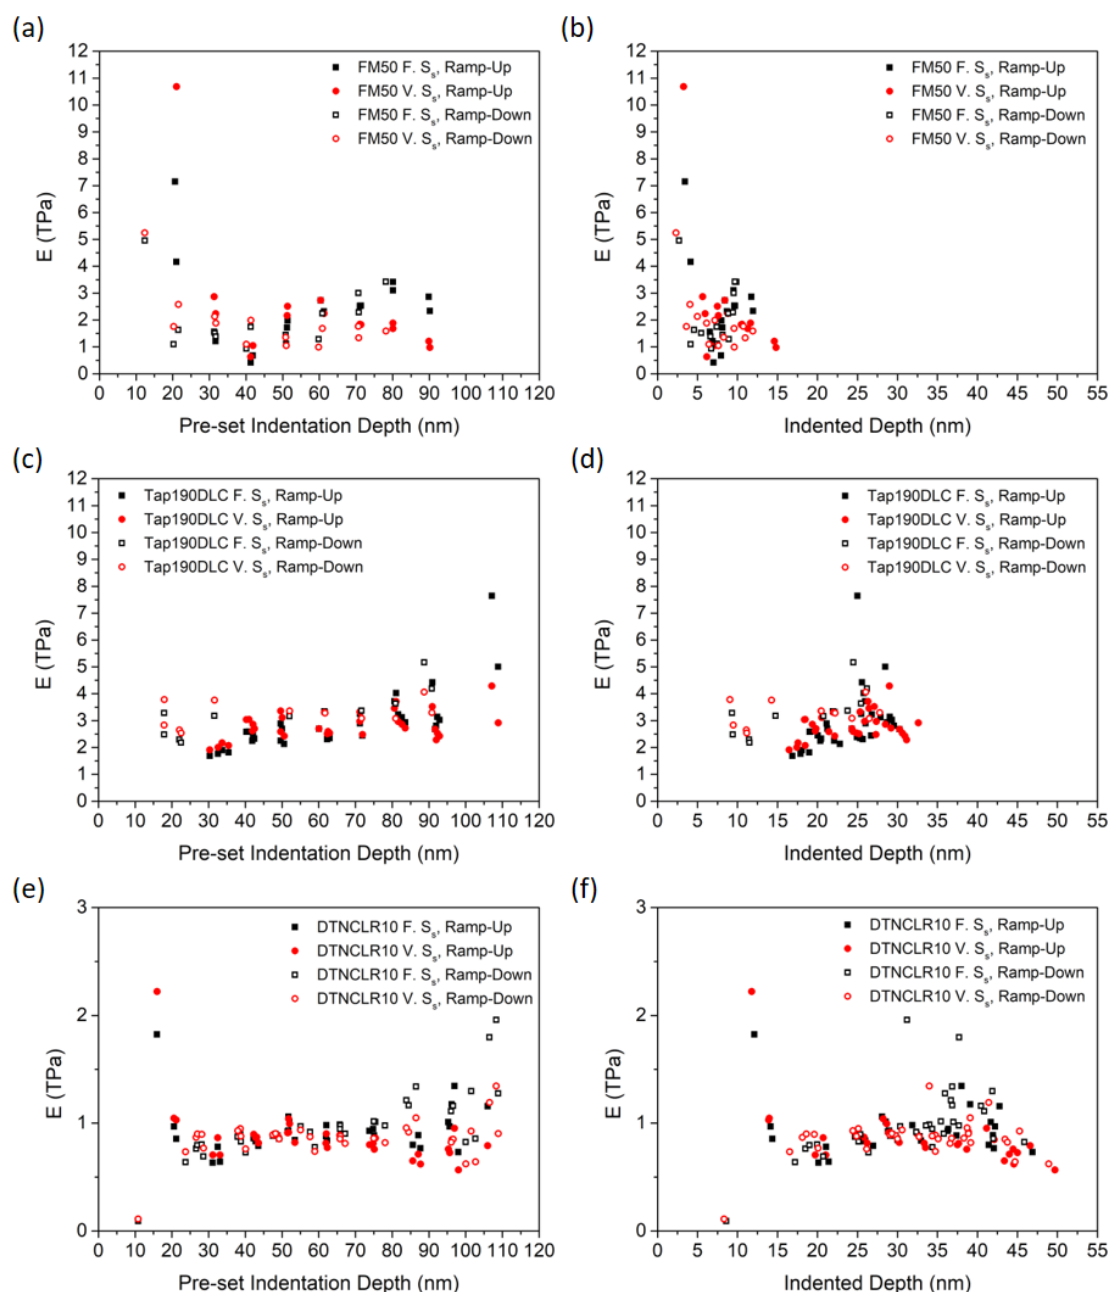 (a)
12
11
10
9
8
7
6
5
4
3
2
1
0
E (TPa)
FM50 F. Ss, Ramp-Up
FM50 V. Ss, Ramp-Up
FM50 F. Ss, Ramp-Down
FM50 V. Ss, Ramp-Down
0 10 20 30 40 50 60 70 80 90 100 110 120
Pre-set Indentation Depth (nm)
(b)
12
11
10
9
8
7
6
5
4
3
2
1
0
E (TPa)
FM50 F. Ss, Ramp-Up
FM50 V. Ss, Ramp-Up
FM50 F. Ss, Ramp-Down
FM50 V. Ss, Ramp-Down
0 5 10 15 20 25 30 35 40 45 50 55
Indented Depth (nm)
(c)
12
11
10
9
8
7
6
5
4
3
2
1
0
E (TPa)
Tap190DLC F. Ss, Ramp-Up
Tap190DLC V. Ss, Ramp-Up
Tap190DLC F. Ss, Ramp-Down
Tap190DLC V. Ss, Ramp-Down
0 10 20 30 40 50 60 70 80 90 100 110 120
Pre-set Indentation Depth (nm)
(d)
12
11
10
9
8
7
6
5
4
3
2
1
0
E (TPa)
Tap190DLC F. Ss, Ramp-Up
Tap190DLC V. Ss, Ramp-Up
Tap190DLC F. Ss, Ramp-Down
Tap190DLC V. Ss, Ramp-Down
0 5 10 15 20 25 30 35 40 45 50 55
Indented Depth (nm)
(e)
3
2
1
0
E (TPa)
DTNCLR10 F. Ss, Ramp-Up
DTNCLR10 V. Ss, Ramp-Up
DTNCLR10 F. Ss, Ramp-Down
DTNCLR10 V. Ss, Ramp-Down
0 10 20 30 40 50 60 70 80 90 100 110 120
Pre-set Indentation Depth (nm)
(f)
3
2
1
0
E (TPa)
DTNCLR10 F. Ss, Ramp-Up
DTNCLR10 V. Ss, Ramp-Up
DTNCLR10 F. Ss, Ramp-Down
DTNCLR10 V. Ss, Ramp-Down
0 5 10 15 20 25 30 35 40 45 50 55
Indented Depth (nm)